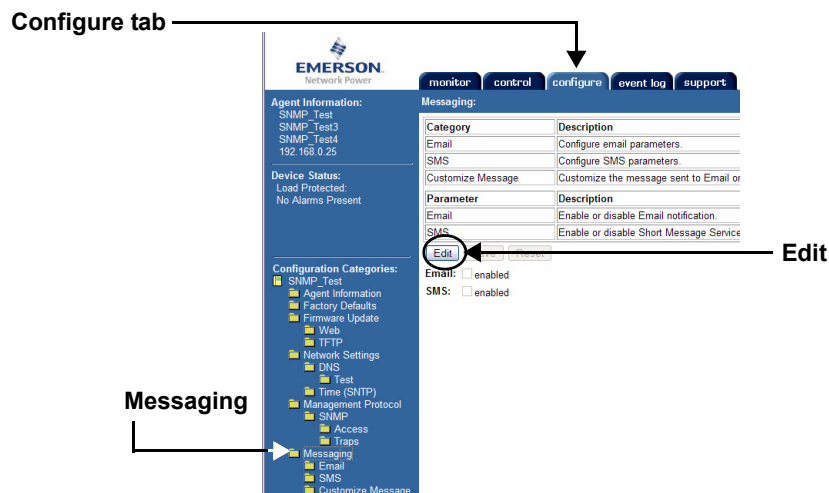 Configure tab
EMERSON.
Network Power
monitor control configure event log support
Agent Information:
SNMP_Test
SNMP_Test3
SNMP_Test4
192.168.0.25
Device Status:
Load Protected:
No Alarms Present
Messaging:
Category Description
Email Configure email parameters.
SMS Configure SMS parameters.
Customize Message Customize the message sent to Email or
Parameter Description
Email Enable or disable Email notification.
SMS Enable or disable Short Message Service
Edit Save Reset
Edit
Email: enabled
SMS: enabled
Configuration Categories:
SNMP_Test
Agent Information
Factory Defaults
Firmware Update
Web
TFTP
Network Settings
DNS
Test
Time (SNTP)
Management Protocol
SNMP
Access
Traps
Messaging
Messaging
Email
SMS
Customize Message